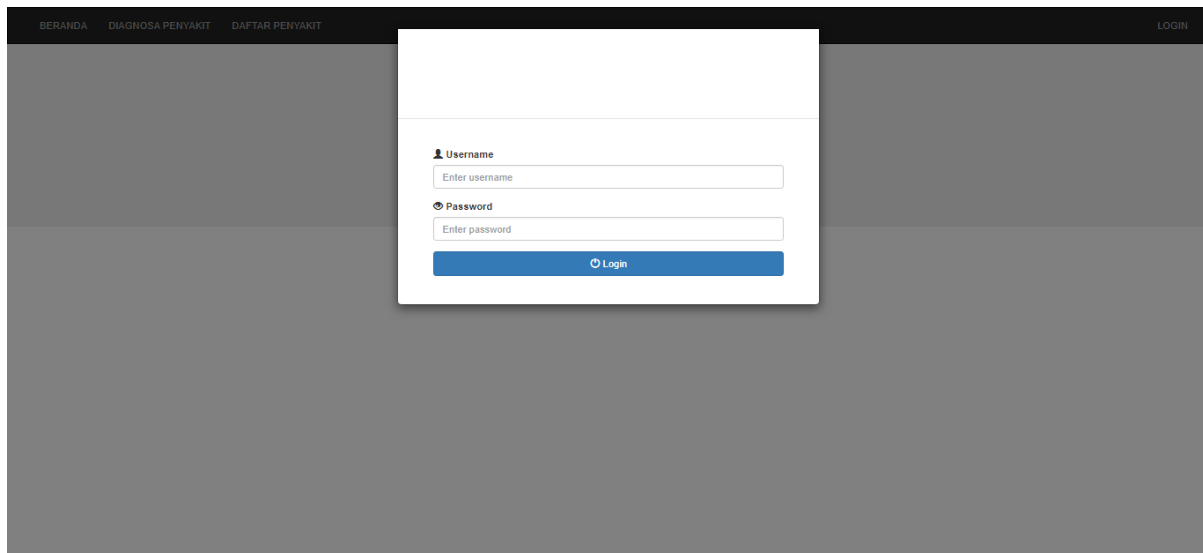 BERANDA DIAGNOSA PENYAKIT DAFTAR PENYAKIT LOGIN
Username
Enter username
Password
Enter password
Login